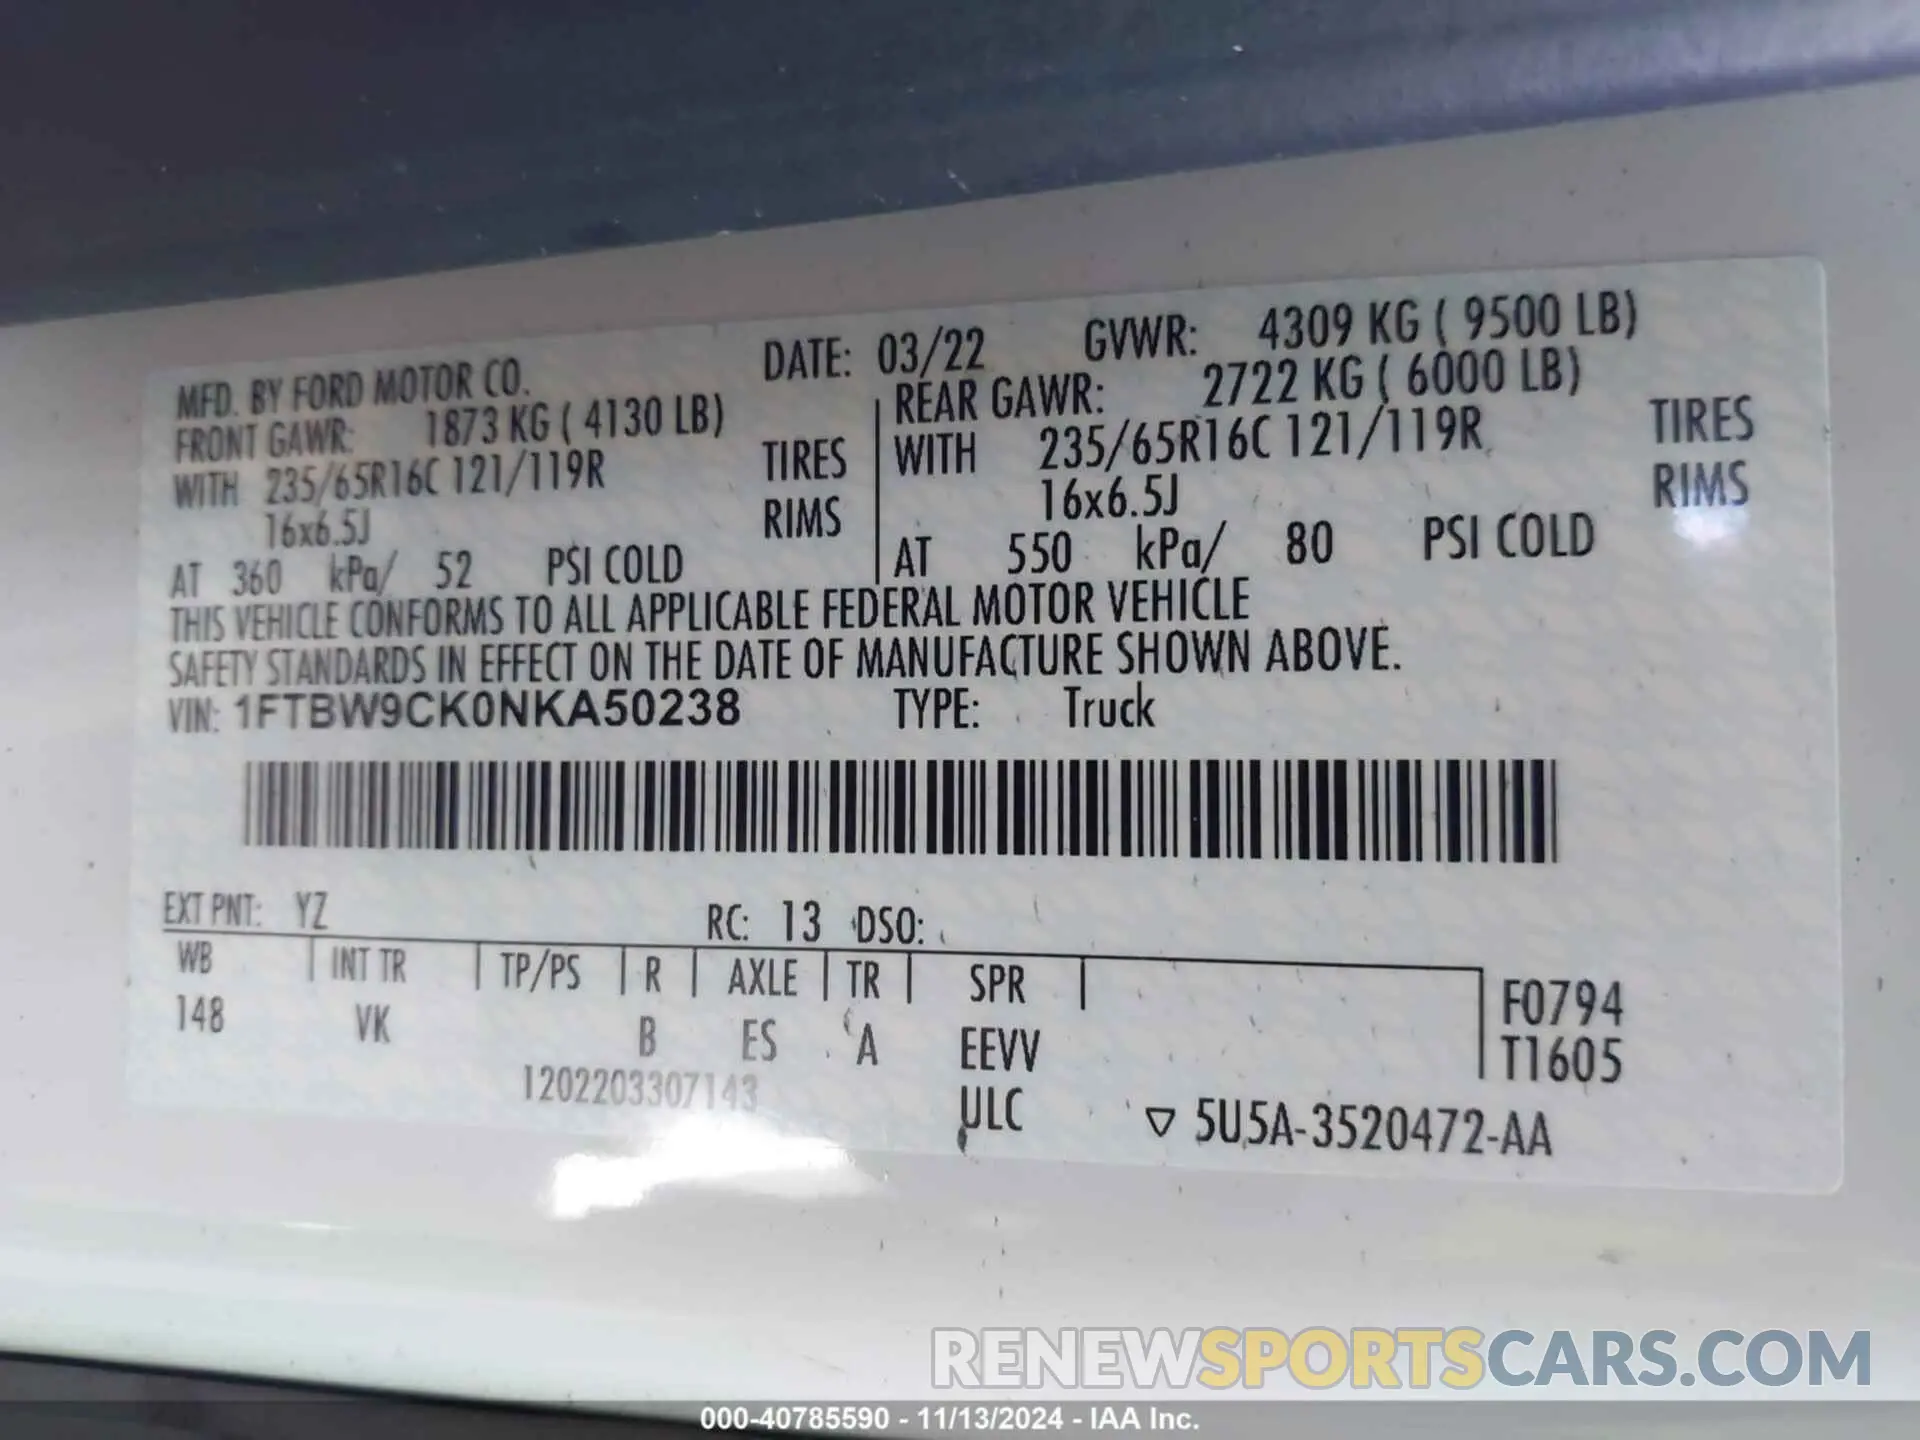 MFD. BY FORD MOTOR CO. DATE: 03/22 GVWR: 4309 KG ( 9500 LB)
FRONT GAWR: 1873 KG ( 4130 LB) REAR GAWR: 2722 KG ( 6000 LB)
WITH 235/65R16C 121/119R TIRES WITH 235/65R16C 121/119R TIRES
16x6.5J RIMS 16x6.5J RIMS
AT 360 kPa/ 52 PSI COLD AT 550 kPa/ 80 PSI COLD
THIS VEHICLE CONFORMS TO ALL APPLICABLE FEDERAL MOTOR VEHICLE
SAFETY STANDARDS IN EFFECT ON THE DATE OF MANUFACTURE SHOWN ABOVE.
VIN: 1FTBW9CK0NKA50238 TYPE: Truck
EXT PNT: YZ RC: 13 DSO:
WB INT TR TP/PS R AXLE TR SPR F0794
148 VK B ES A EEVV T1605
1202203307143 ULC ▽ 5U5A-3520472-AA
RENEWSPORTSCARS.COM
000-40785590 - 11/13/2024 - IAA Inc.